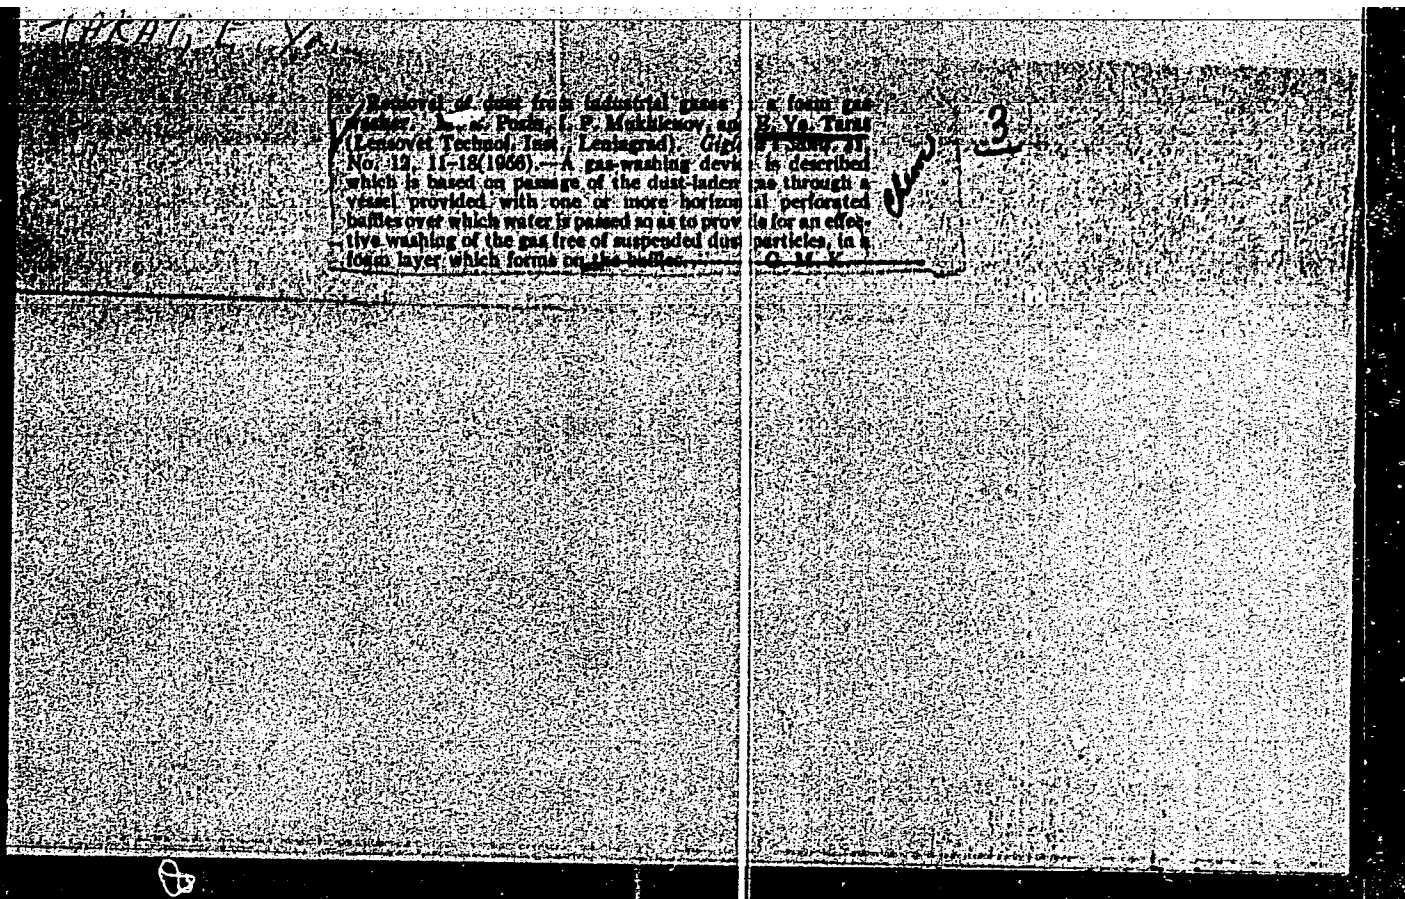 E. Ya.
Removal of dust from industrial gases a foam gas
washer. Pozin, I. P. Mukhlenov, and E. Ya. Tarat
(Lensovet Technol. Inst., Leningrad).
No. 12, 11-18(1956).—A gas-washing device is described
which is based on passage of the dust-laden gas through a
vessel provided with one or more horizontal perforated
baffles over which water is passed so as to provide for an effec-
tive washing of the gas free of suspended dust particles, in a
foam layer which forms on the baffles. G. M. K.
3